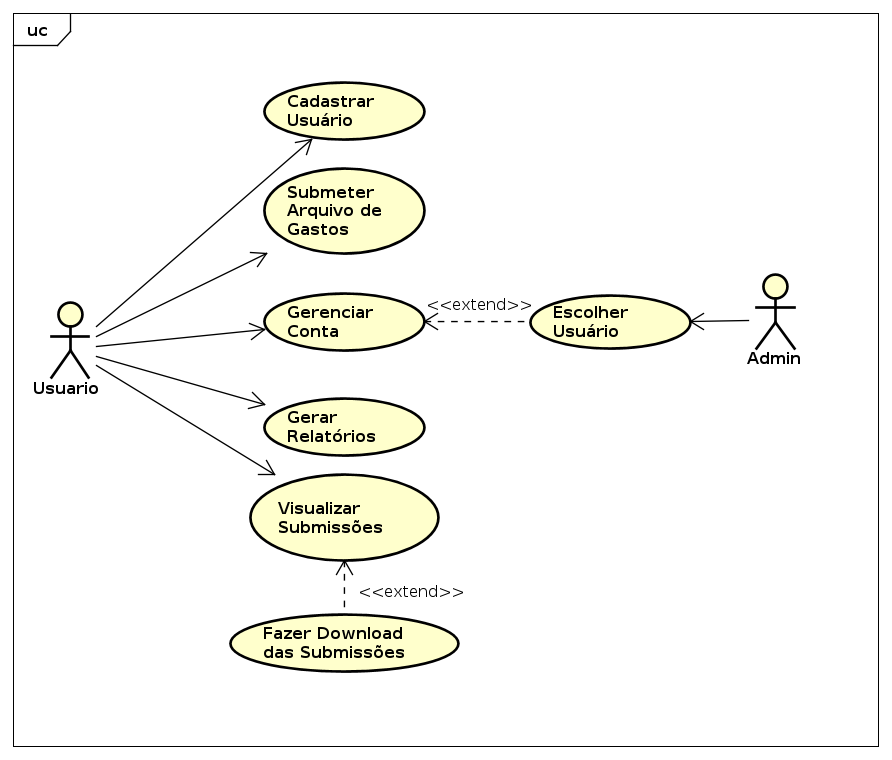 uc
Cadastrar
Usuário
Submeter
Arquivo de
Gastos
Gerenciar
Conta
<<extend>>
Escolher
Usuário
Admin
Usuario
Gerar
Relatórios
Visualizar
Submissões
<<extend>>
Fazer Download
das Submissões